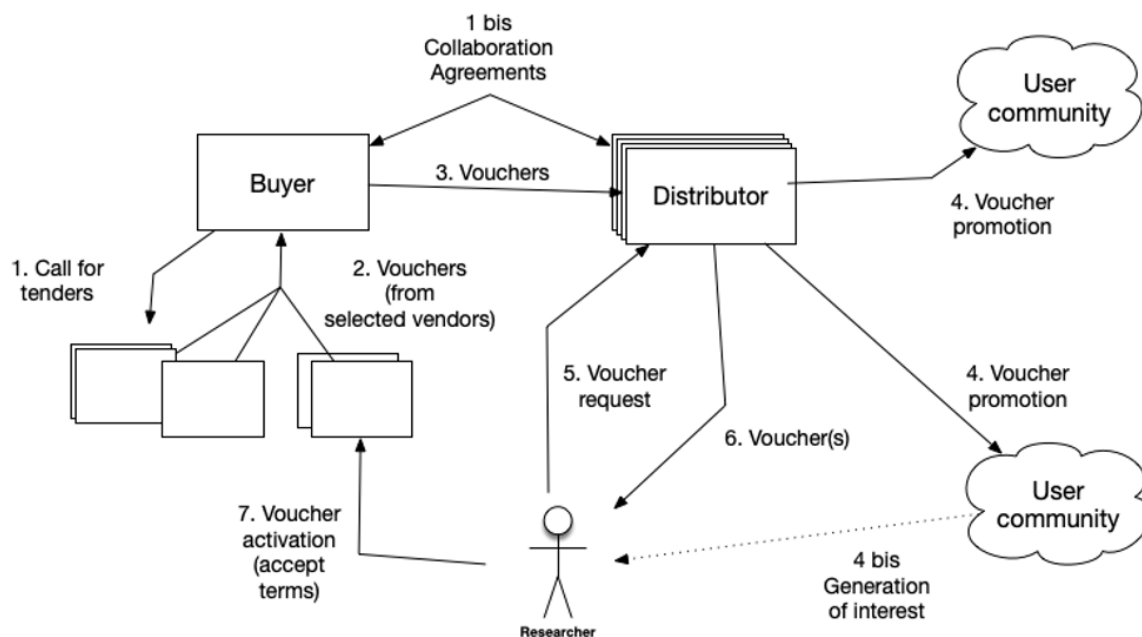 1 bis
Collaboration
Agreements
User
community
Buyer
3. Vouchers
Distributor
4. Voucher
promotion
1. Call for
tenders
2. Vouchers
(from
selected vendors)
5. Voucher
request
4. Voucher
promotion
6. Voucher(s)
7. Voucher
activation
(accept
terms)
User
community
4 bis
Generation
of interest
Researcher